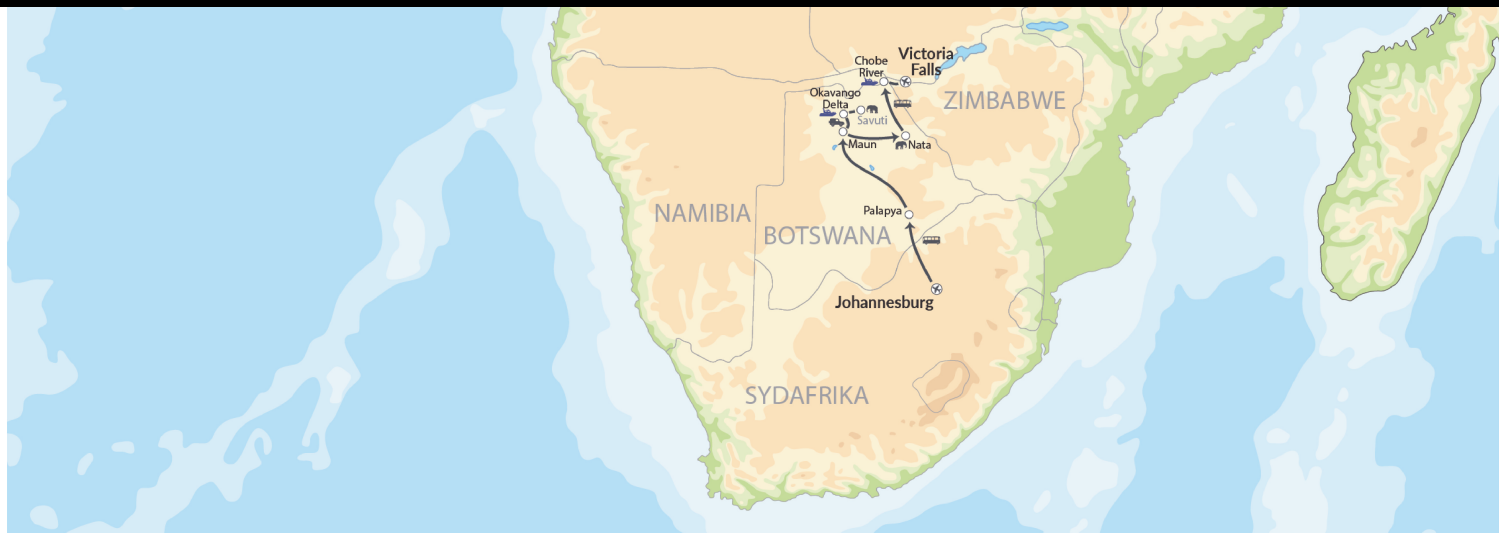 Victoria
Falls
Chobe
River
ZIMBABWE
Okavango
Delta
Savuti
Maun
Nata
NAMIBIA
Palapya
BOTSWANA
Johannesburg
SYDAFRIKA